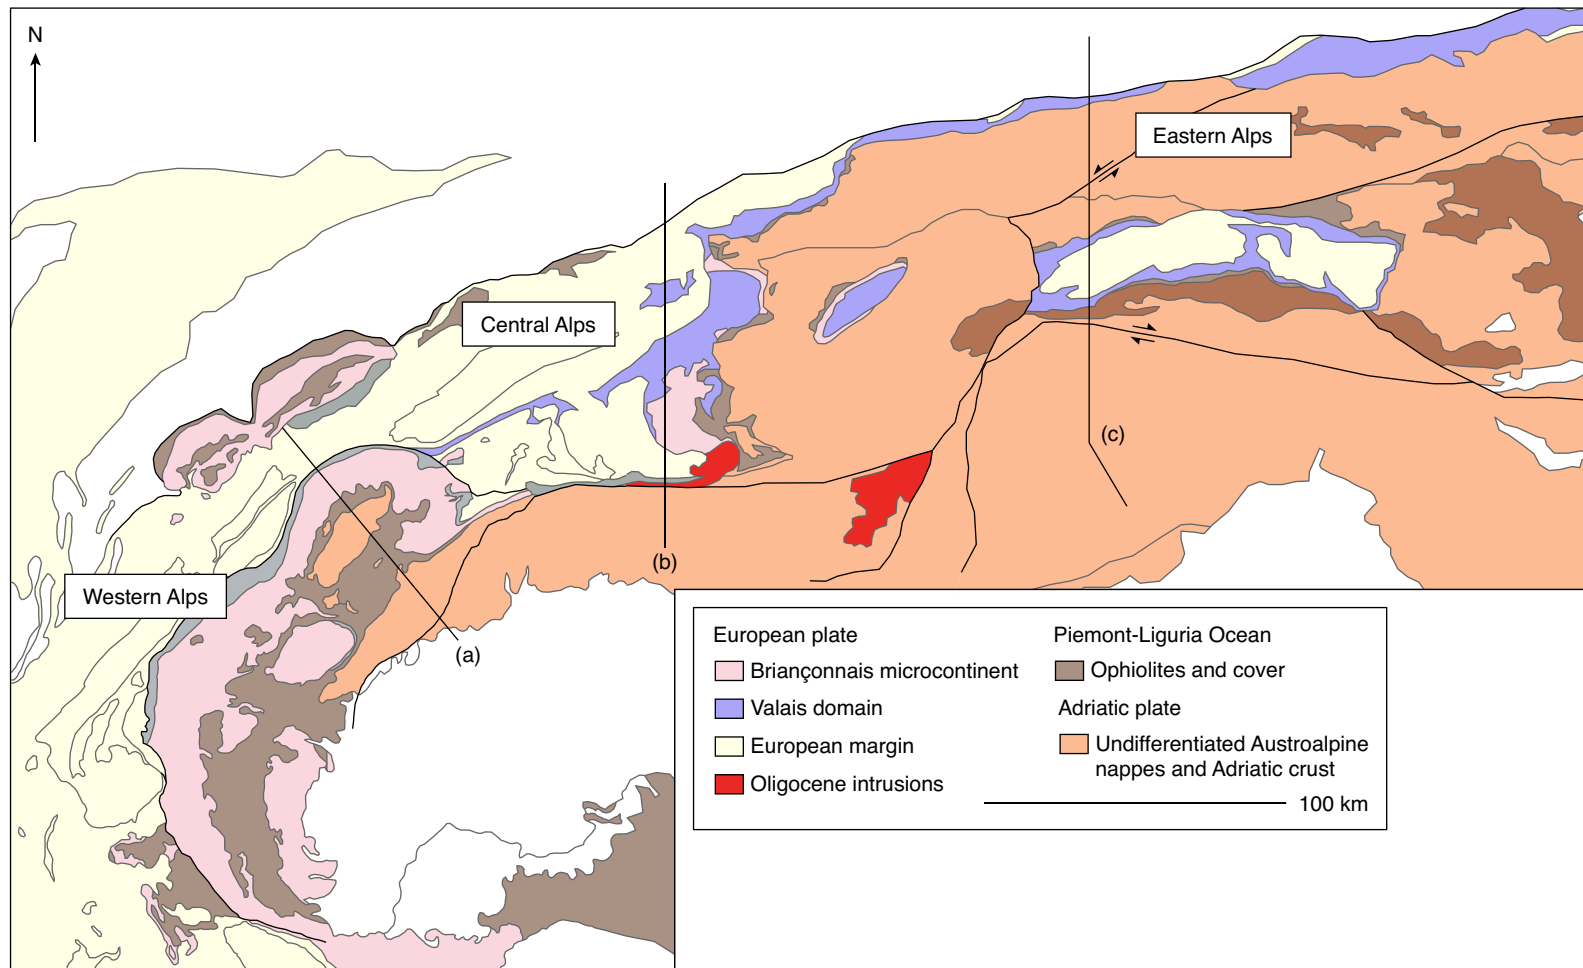 N
Eastern Alps
Central Alps
Western Alps
(a)
(b)
(c)
European plate
Briançonnais microcontinent
Valais domain
European margin
Oligocene intrusions
Piemont-Liguria Ocean
Ophiolites and cover
Adriatic plate
Undifferentiated Austroalpine
nappes and Adriatic crust
100 km